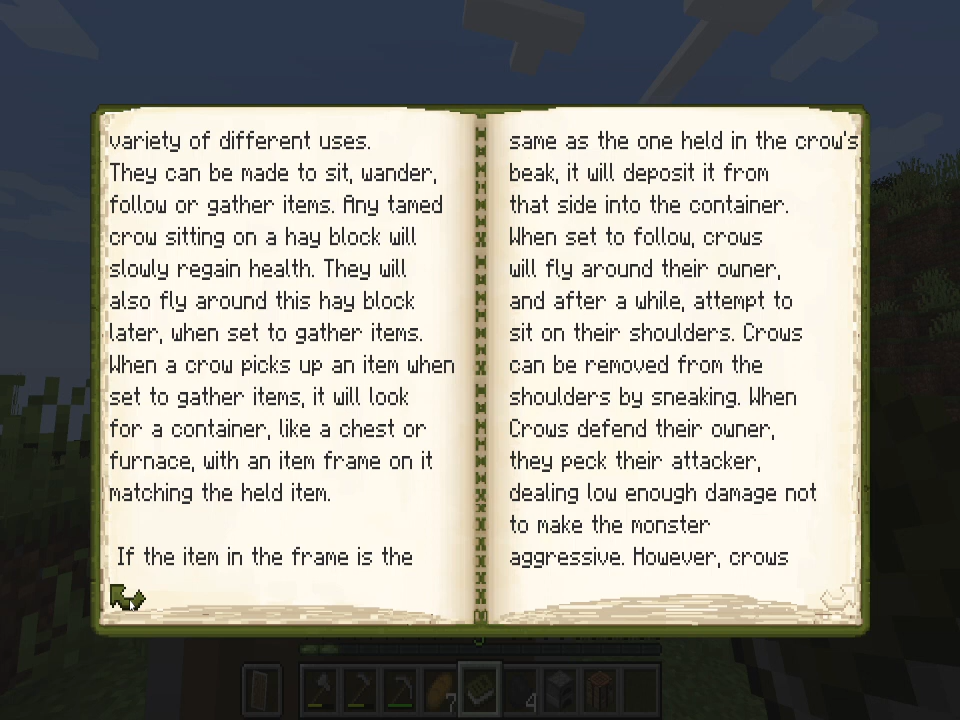 variety of different uses.
They can be made to sit, wander,
follow or gather items. Any tamed
crow sitting on a hay block will
slowly regain health. They will
also fly around this hay block
later, when set to gather items.
When a crow picks up an item when
set to gather items, it will look
for a container, like a chest or
furnace, with an item frame on it
matching the held item.
If the item in the frame is the
same as the one held in the crow's
beak, it will deposit it from
that side into the container.
When set to follow, crows
will fly around their owner,
and after a while, attempt to
sit on their shoulders. Crows
can be removed from the
shoulders by sneaking. When
Crows defend their owner,
they peck their attacker,
dealing low enough damage not
to make the monster
aggressive. However, crows
7
4